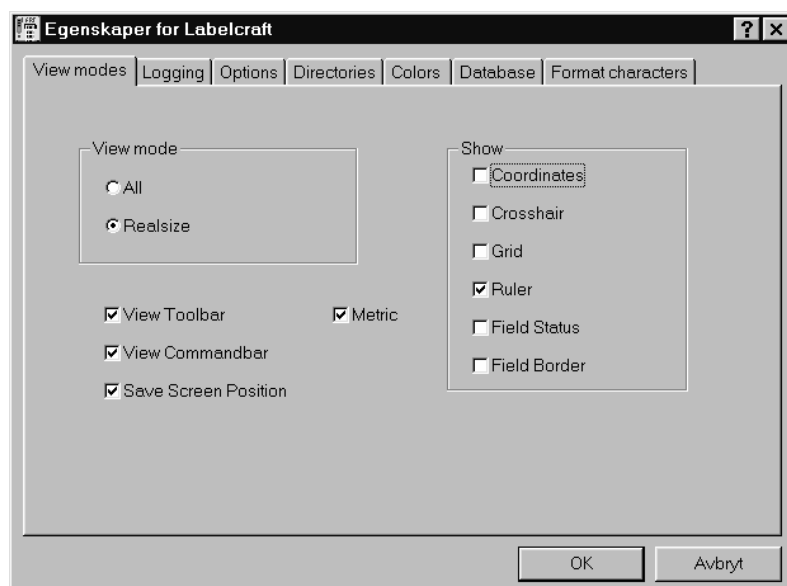 Egenskaper for Labelcraft
View modes Logging Options Directories Colors Database Format characters
View mode
All
Realsize
View Toolbar
Metric
View Commandbar
Save Screen Position
Show
Coordinates
Crosshair
Grid
Ruler
Field Status
Field Border
OK Avbryt